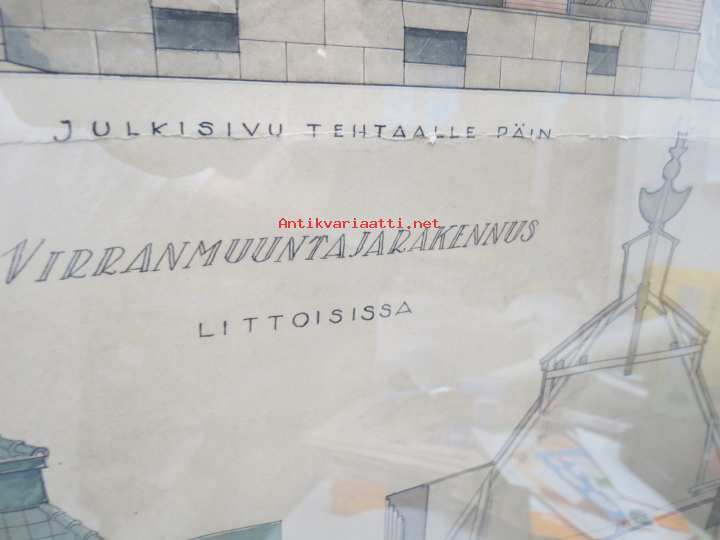 JULKISIVU TEHTAALLE PÄIN
Antikvariaatti.net
VIRRANMUUNTAJARAKENNUS
LITTOISISSA